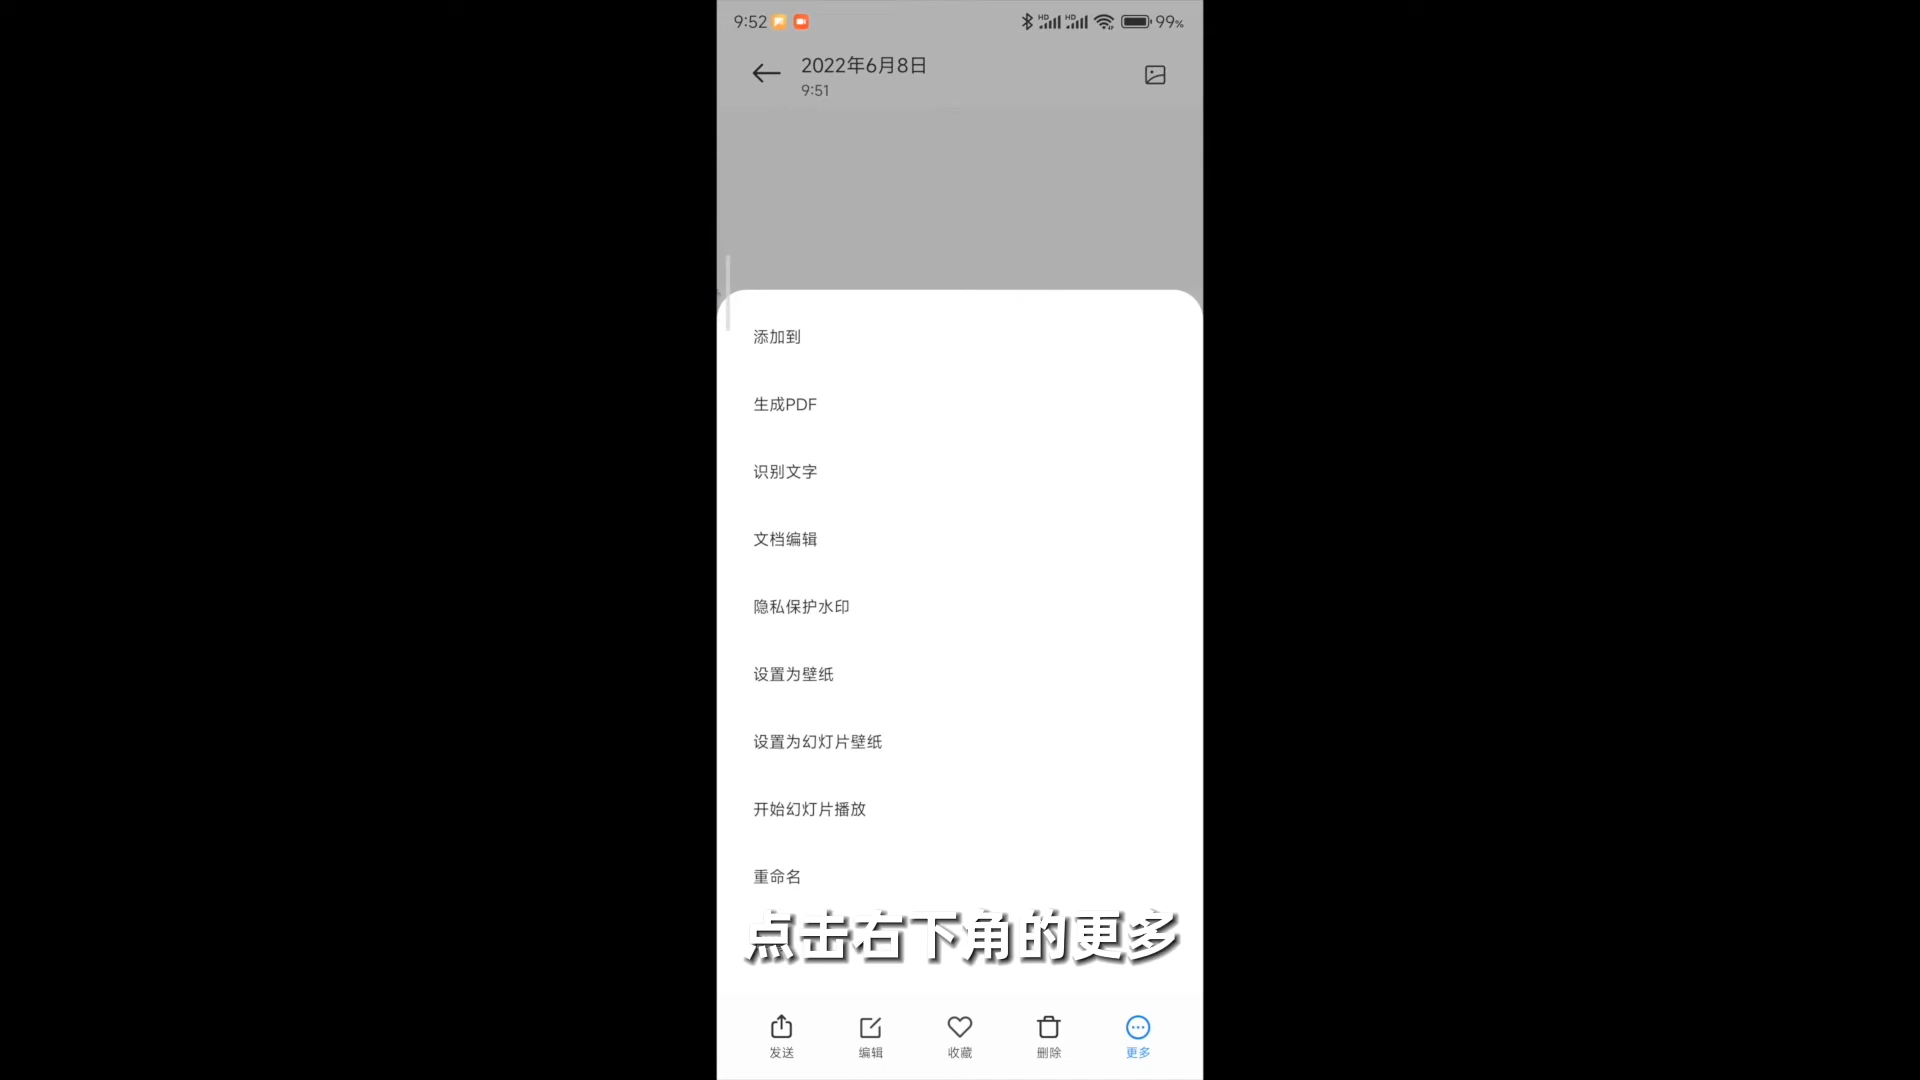 9:52 HD HD 99%
2022年6月8日
9:51
添加到
生成PDF
识别文字
文档编辑
隐私保护水印
设置为壁纸
设置为幻灯片壁纸
开始幻灯片播放
重命名
点击右下角的更多
发送 编辑 收藏 删除 更多